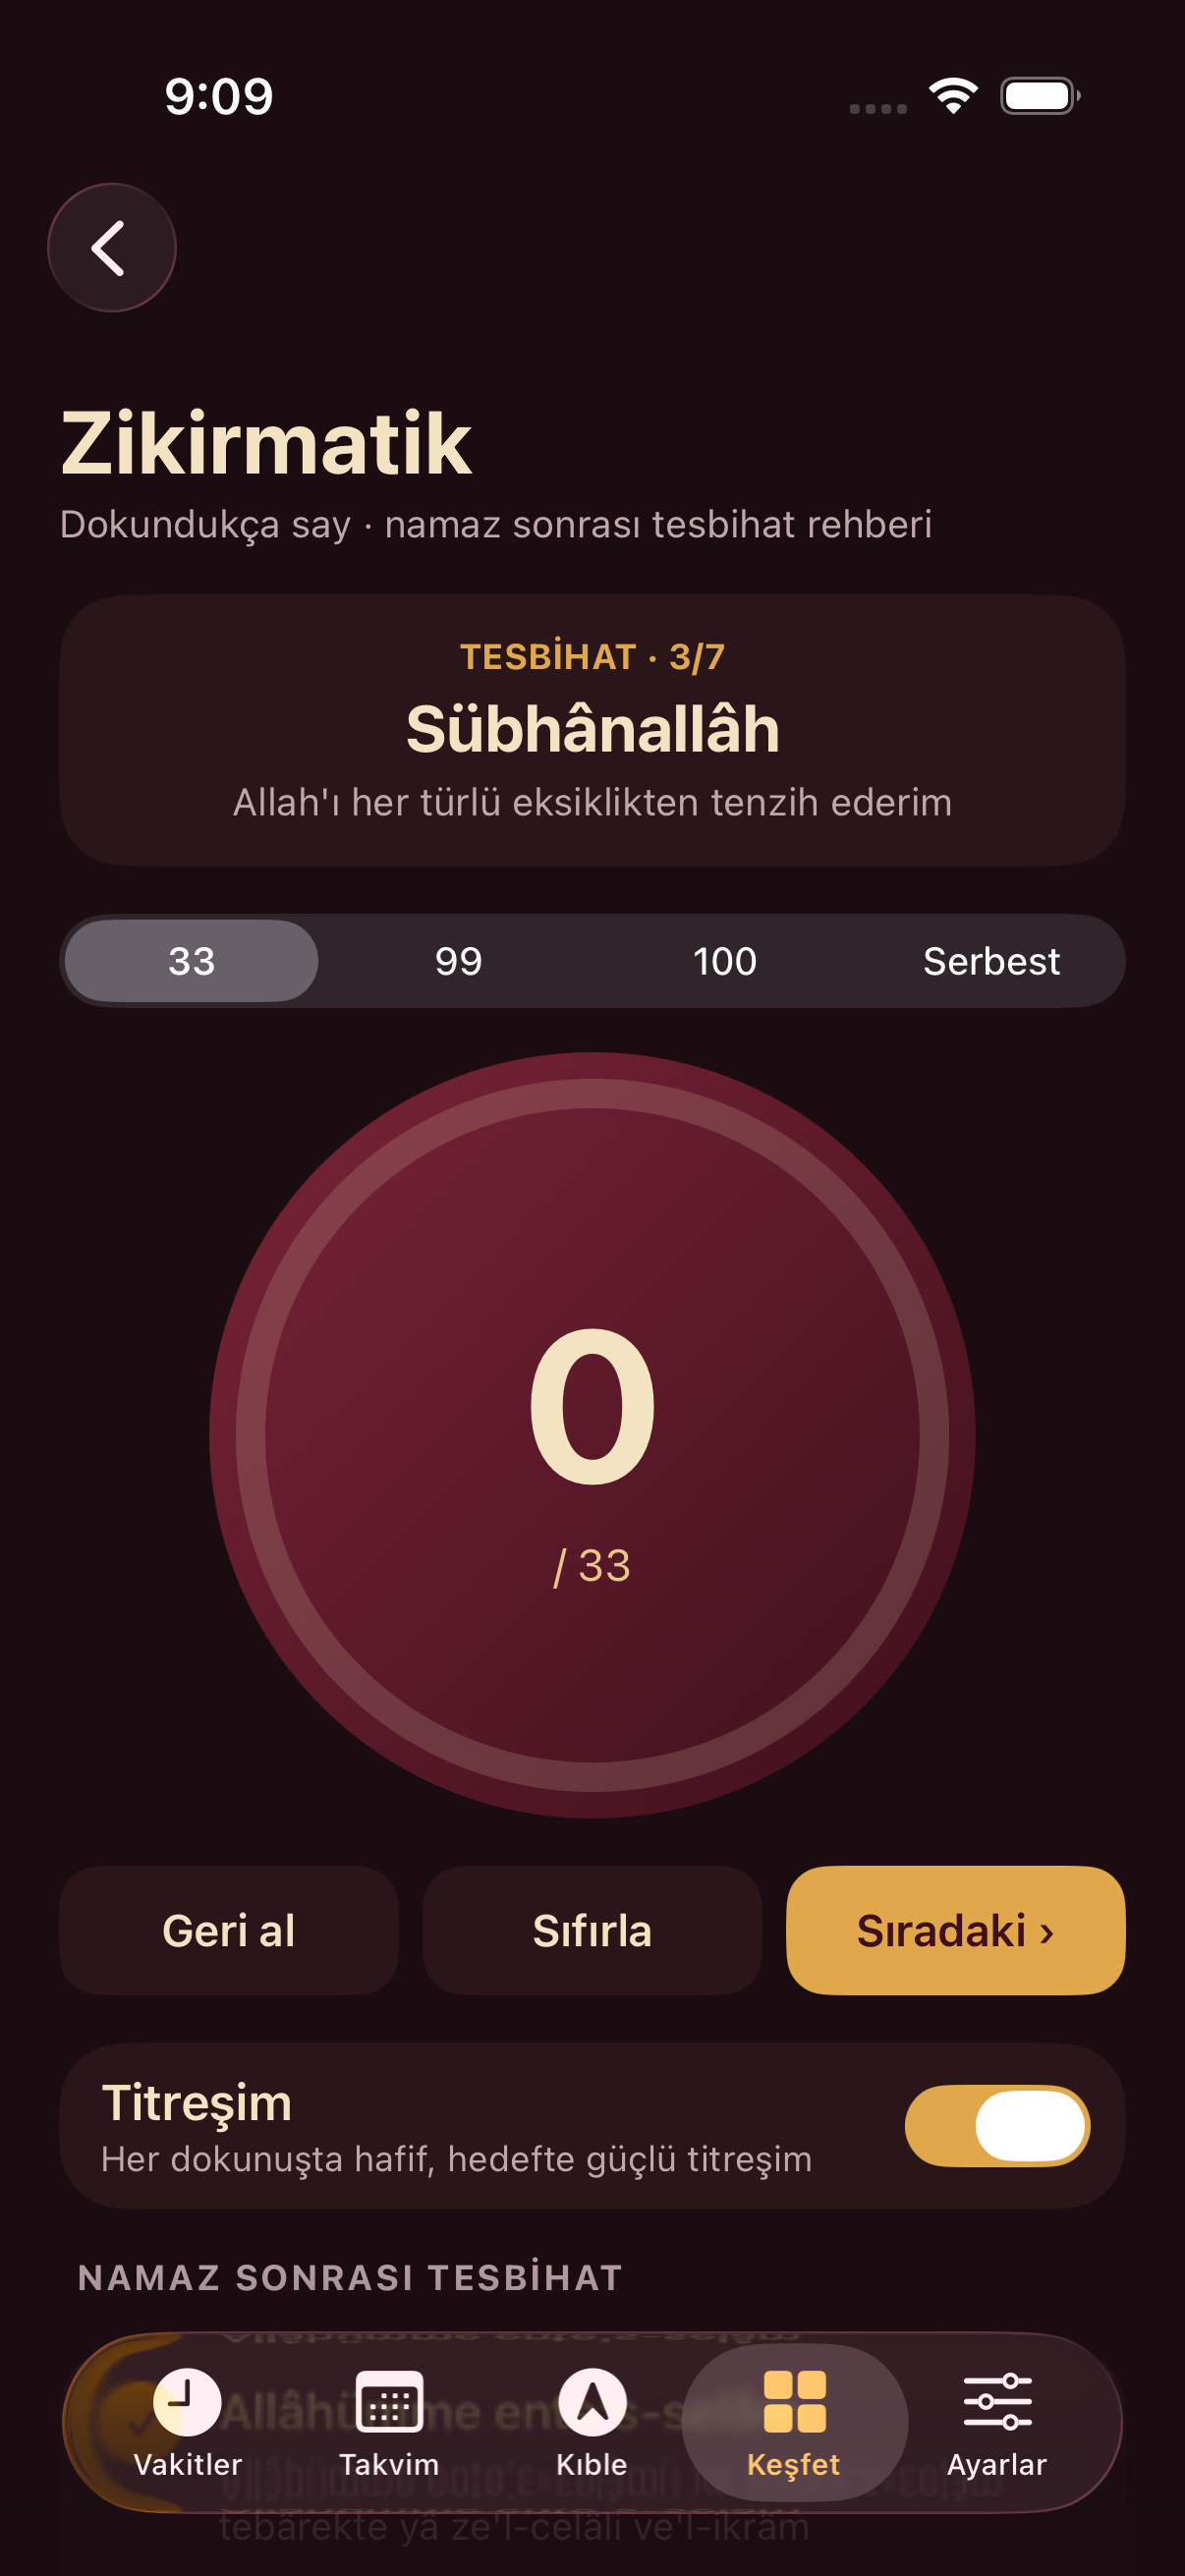 9:09
Zikirmatik
Dokundukça say · namaz sonrası tesbihat rehberi
TESBİHAT · 3/7
Sübhânallâh
Allah'ı her türlü eksiklikten tenzih ederim
33 99 100 Serbest
0
/ 33
Geri al Sıfırla Sıradaki ›
Titreşim
Her dokunuşta hafif, hedefte güçlü titreşim
NAMAZ SONRASI TESBİHAT
Vakitler Takvim Kıble Keşfet Ayarlar
tebârekte yâ ze'l-celâli ve'l-ikrâm